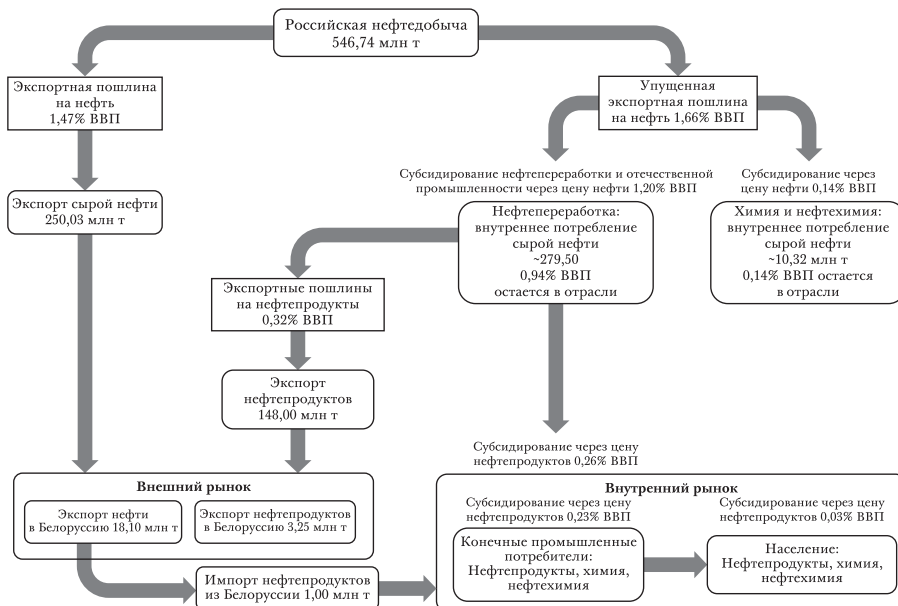 Российская нефтедобыча
546,74 млн т
Экспортная пошлина
на нефть
1,47% ВВП
Упущенная
экспортная пошлина
на нефть 1,66% ВВП
Субсидирование нефтепереработки и отечественной
промышленности через цену нефти 1,20% ВВП
Субсидирование через
цену нефти 0,14% ВВП
Экспорт сырой нефти
250,03 млн т
Нефтепереработка:
внутреннее потребление
сырой нефти
~279,50
0,94% ВВП
остается в отрасли
Химия и нефтехимия:
внутреннее потребление
сырой нефти
~10,32 млн т
0,14% ВВП остается
в отрасли
Экспортные пошлины
на нефтепродукты
0,32% ВВП
Экспорт
нефтепродуктов
148,00 млн т
Субсидирование через цену
нефтепродуктов 0,26% ВВП
Внешний рынок
Экспорт нефти
в Белоруссию 18,10 млн т
Экспорт нефтепродуктов
в Белоруссию 3,25 млн т
Внутренний рынок
Субсидирование через цену
нефтепродуктов 0,23% ВВП
Субсидирование через цену
нефтепродуктов 0,03% ВВП
Конечные промышленные
потребители:
Нефтепродукты, химия,
нефтехимия
Население:
Нефтепродукты, химия,
нефтехимия
Импорт нефтепродуктов
из Белоруссии 1,00 млн т